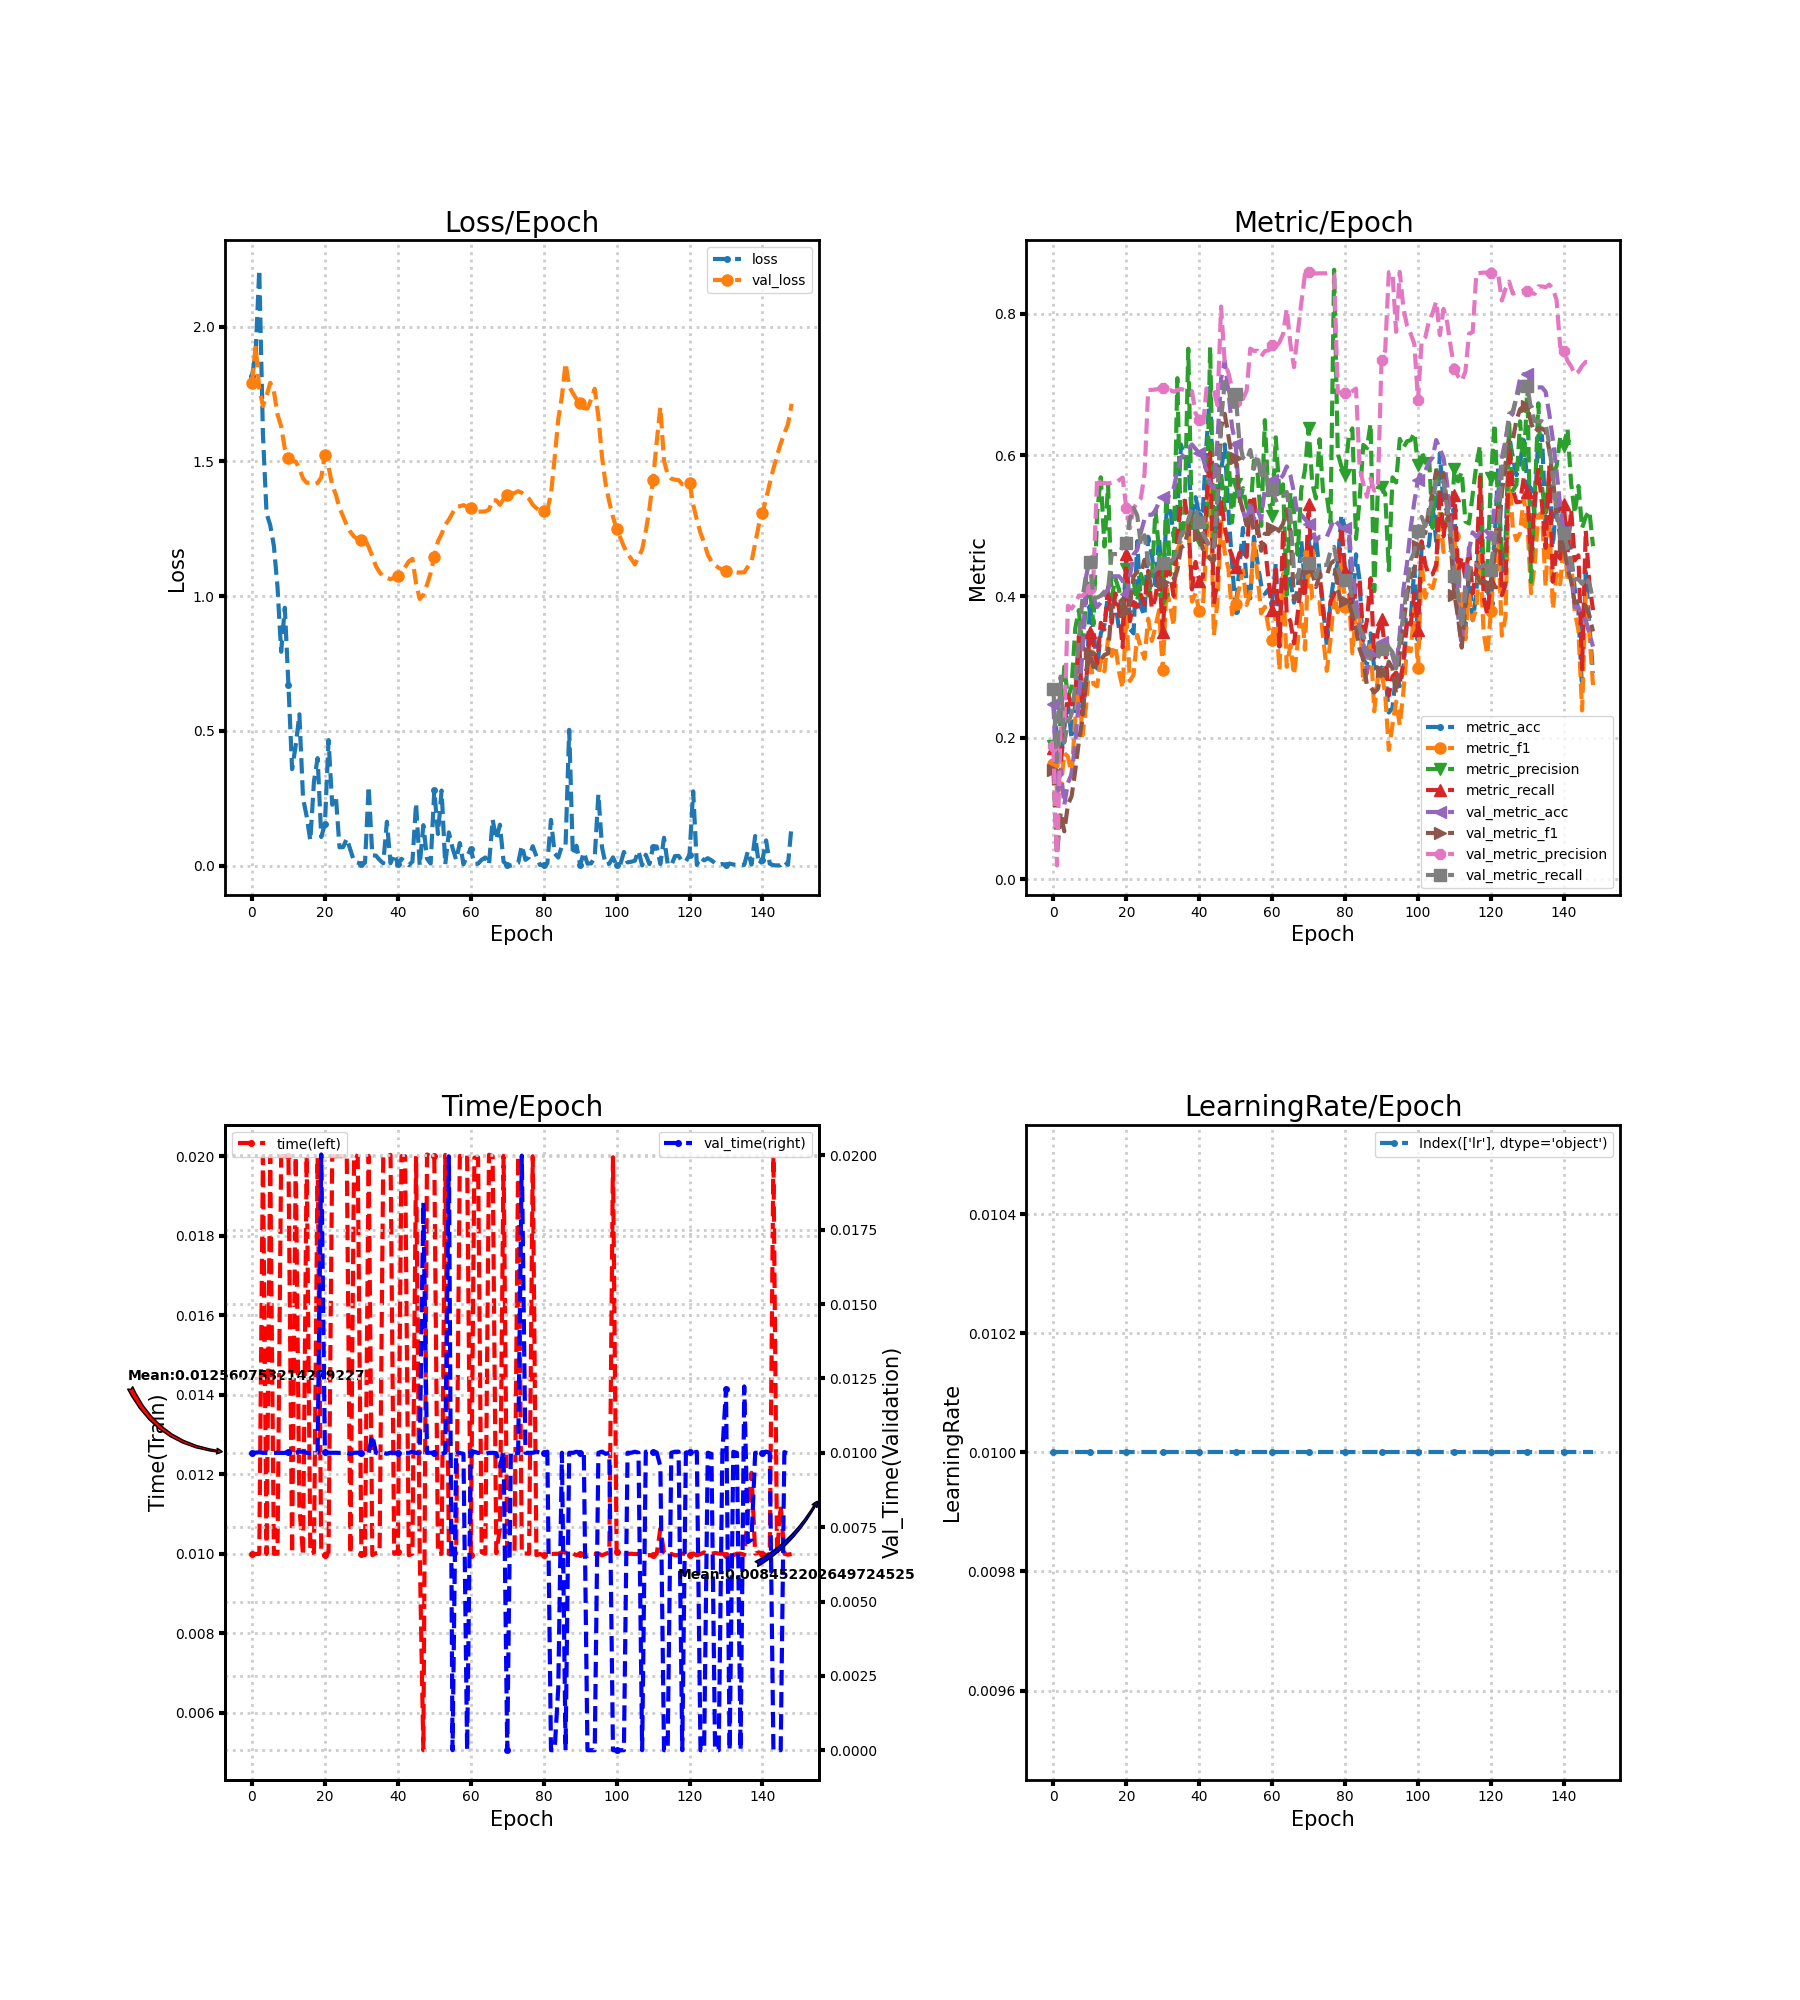 Loss/Epoch
Loss
2.0
1.5
1.0
0.5
0.0
0 20 40 60 80 100 120 140
Epoch
loss
val_loss
Metric/Epoch
Metric
0.8
0.6
0.4
0.2
0.0
0 20 40 60 80 100 120 140
Epoch
metric_acc
metric_f1
metric_precision
metric_recall
val_metric_acc
val_metric_f1
val_metric_precision
val_metric_recall
Time/Epoch
time(left)
val_time(right)
Time(Train)
0.020
0.018
0.016
0.014
0.012
0.010
0.008
0.006
Val_Time(Validation)
0.0200
0.0175
0.0150
0.0125
0.0100
0.0075
0.0050
0.0025
0.0000
Mean:0.008452202649724525
0 20 40 60 80 100 120 140
Epoch
LearningRate/Epoch
Index(['lr'], dtype='object')
LearningRate
0.0104
0.0102
0.0100
0.0098
0.0096
0 20 40 60 80 100 120 140
Epoch